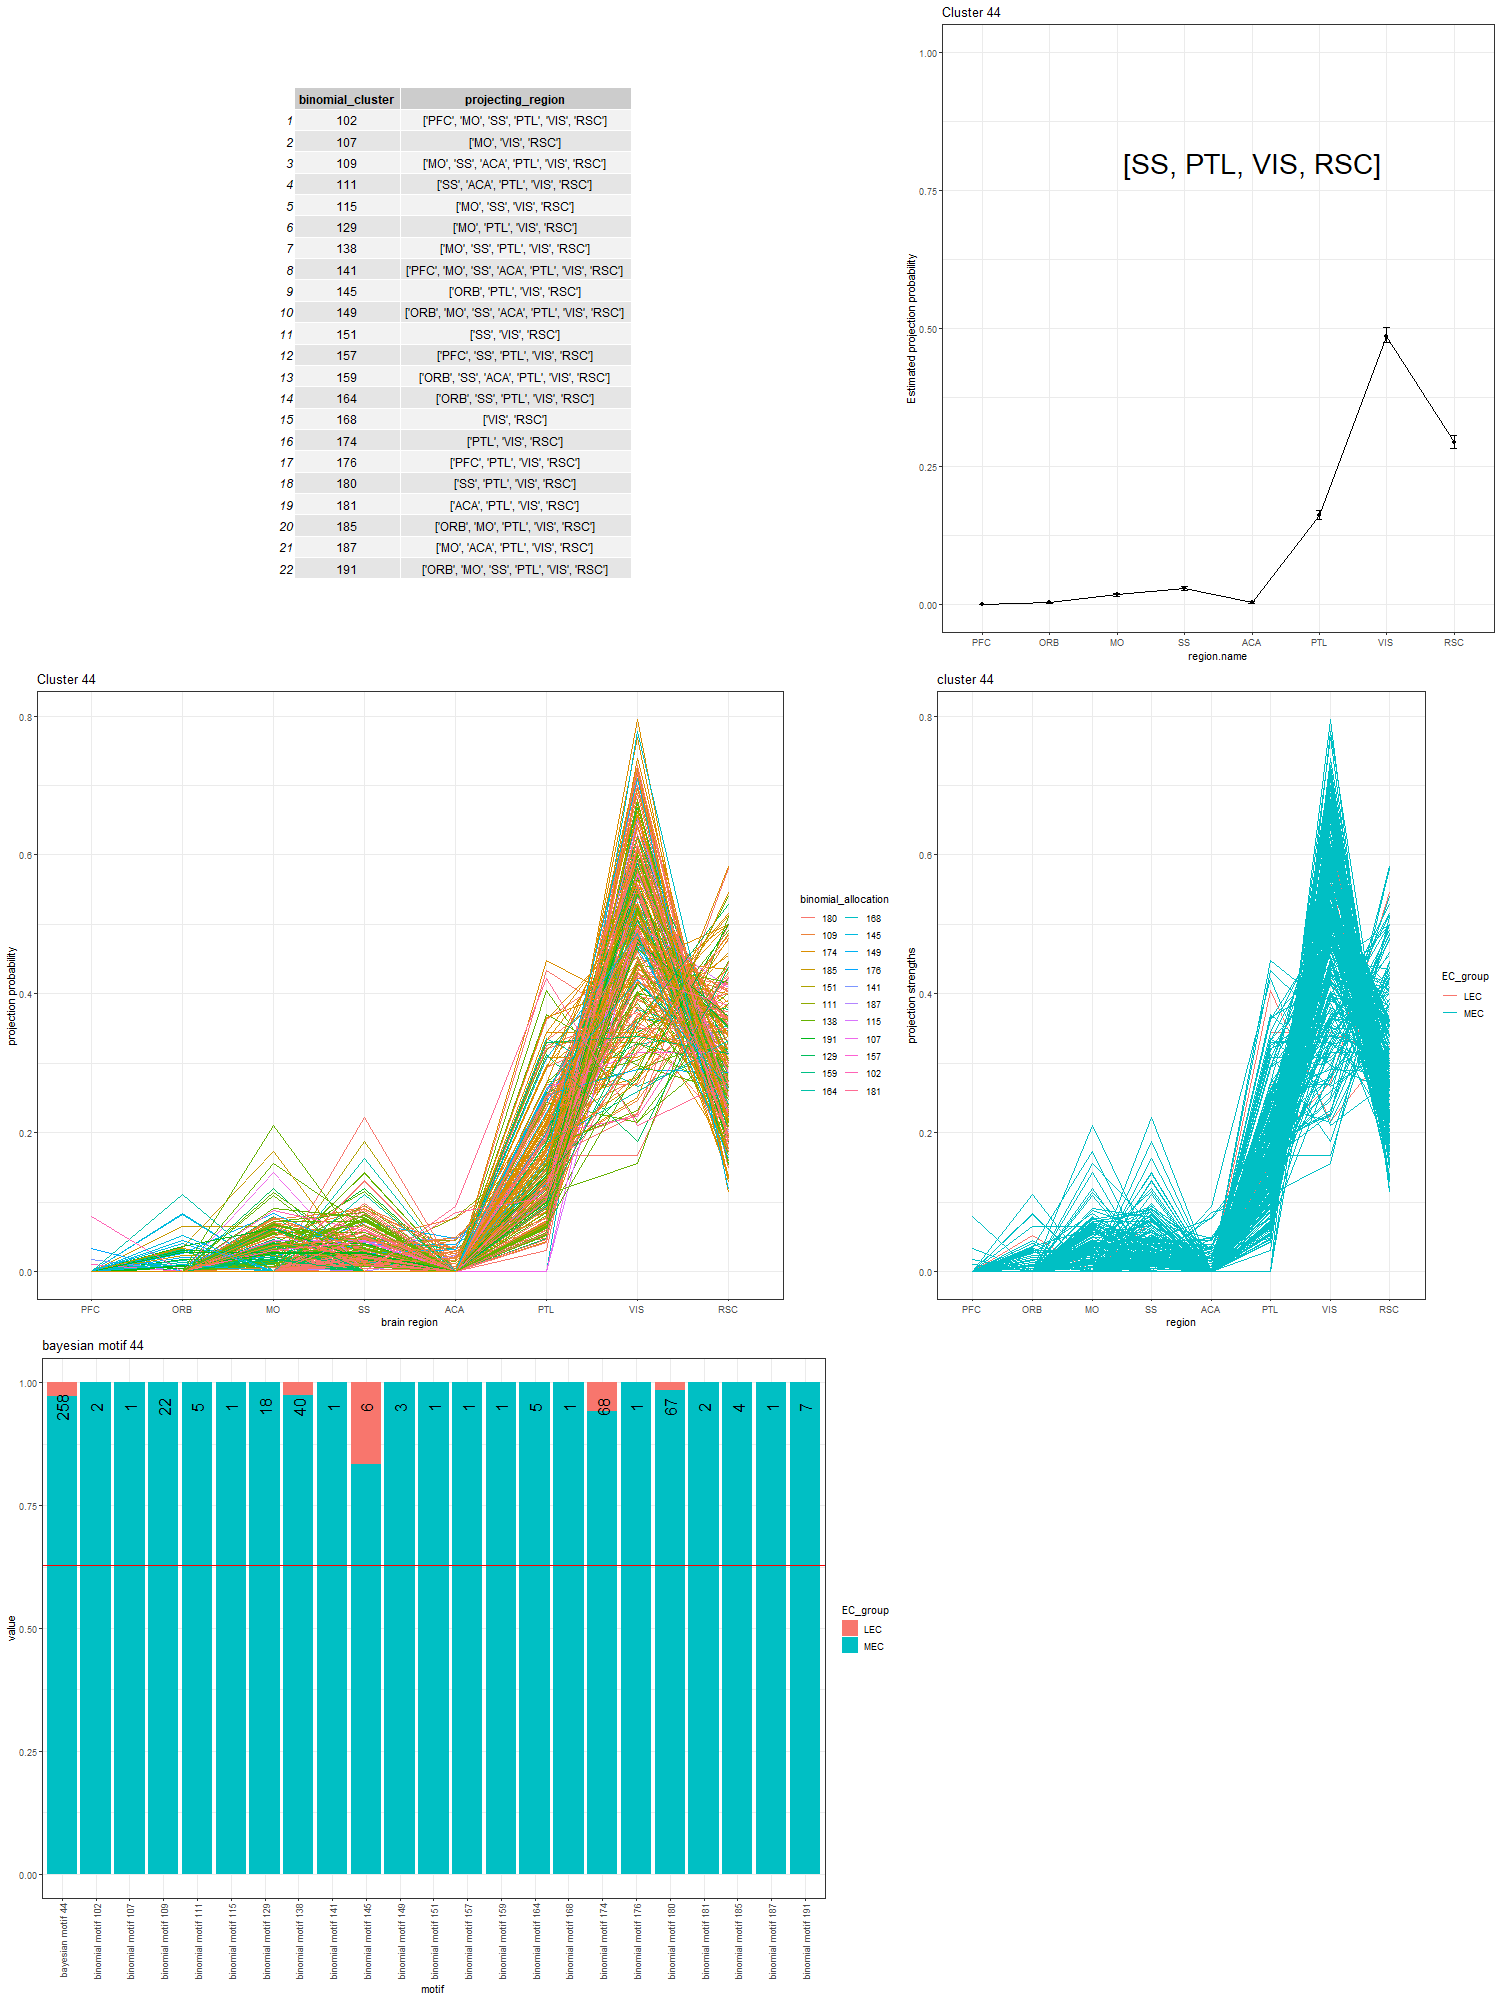 binomial_cluster projecting_region
1 102 ['PFC', 'MO', 'SS', 'PTL', 'VIS', 'RSC']
2 107 ['MO', 'VIS', 'RSC']
3 109 ['MO', 'SS', 'ACA', 'PTL', 'VIS', 'RSC']
4 111 ['SS', 'ACA', 'PTL', 'VIS', 'RSC']
5 115 ['MO', 'SS', 'VIS', 'RSC']
6 129 ['MO', 'PTL', 'VIS', 'RSC']
7 138 ['MO', 'SS', 'PTL', 'VIS', 'RSC']
8 141 ['PFC', 'MO', 'SS', 'ACA', 'PTL', 'VIS', 'RSC']
9 145 ['ORB', 'PTL', 'VIS', 'RSC']
10 149 ['ORB', 'MO', 'SS', 'ACA', 'PTL', 'VIS', 'RSC']
11 151 ['SS', 'VIS', 'RSC']
12 157 ['PFC', 'SS', 'PTL', 'VIS', 'RSC']
13 159 ['ORB', 'SS', 'ACA', 'PTL', 'VIS', 'RSC']
14 164 ['ORB', 'SS', 'PTL', 'VIS', 'RSC']
15 168 ['VIS', 'RSC']
16 174 ['PTL', 'VIS', 'RSC']
17 176 ['PFC', 'PTL', 'VIS', 'RSC']
18 180 ['SS', 'PTL', 'VIS', 'RSC']
19 181 ['ACA', 'PTL', 'VIS', 'RSC']
20 185 ['ORB', 'MO', 'PTL', 'VIS', 'RSC']
21 187 ['MO', 'ACA', 'PTL', 'VIS', 'RSC']
22 191 ['ORB', 'MO', 'SS', 'PTL', 'VIS', 'RSC']
Cluster 44
[SS, PTL, VIS, RSC]
Estimated projection probability
1.00
0.75
0.50
0.25
0.00
PFC ORB MO SS ACA PTL VIS RSC
region.name
Cluster 44
projection probability
0.8
0.6
0.4
0.2
0.0
PFC ORB MO SS ACA PTL VIS RSC
brain region
binomial_allocation
180 168
109 145
174 149
185 176
151 141
111 187
138 115
191 107
129 157
159 102
164 181
cluster 44
projection strengths
0.8
0.6
0.4
0.2
0.0
PFC ORB MO SS ACA PTL VIS RSC
region
EC_group
LEC
MEC
bayesian motif 44
value
1.00
0.75
0.50
0.25
0.00
258 2 1 22 5 1 18 40 1 6 3 1 1 1 5 1 68 1 67 2 4 1 7
bayesian motif 44
binomial motif 102
binomial motif 107
binomial motif 109
binomial motif 111
binomial motif 115
binomial motif 129
binomial motif 138
binomial motif 141
binomial motif 145
binomial motif 149
binomial motif 151
binomial motif 157
binomial motif 159
binomial motif 164
binomial motif 168
binomial motif 174
binomial motif 176
binomial motif 180
binomial motif 181
binomial motif 185
binomial motif 187
binomial motif 191
motif
EC_group
LEC
MEC